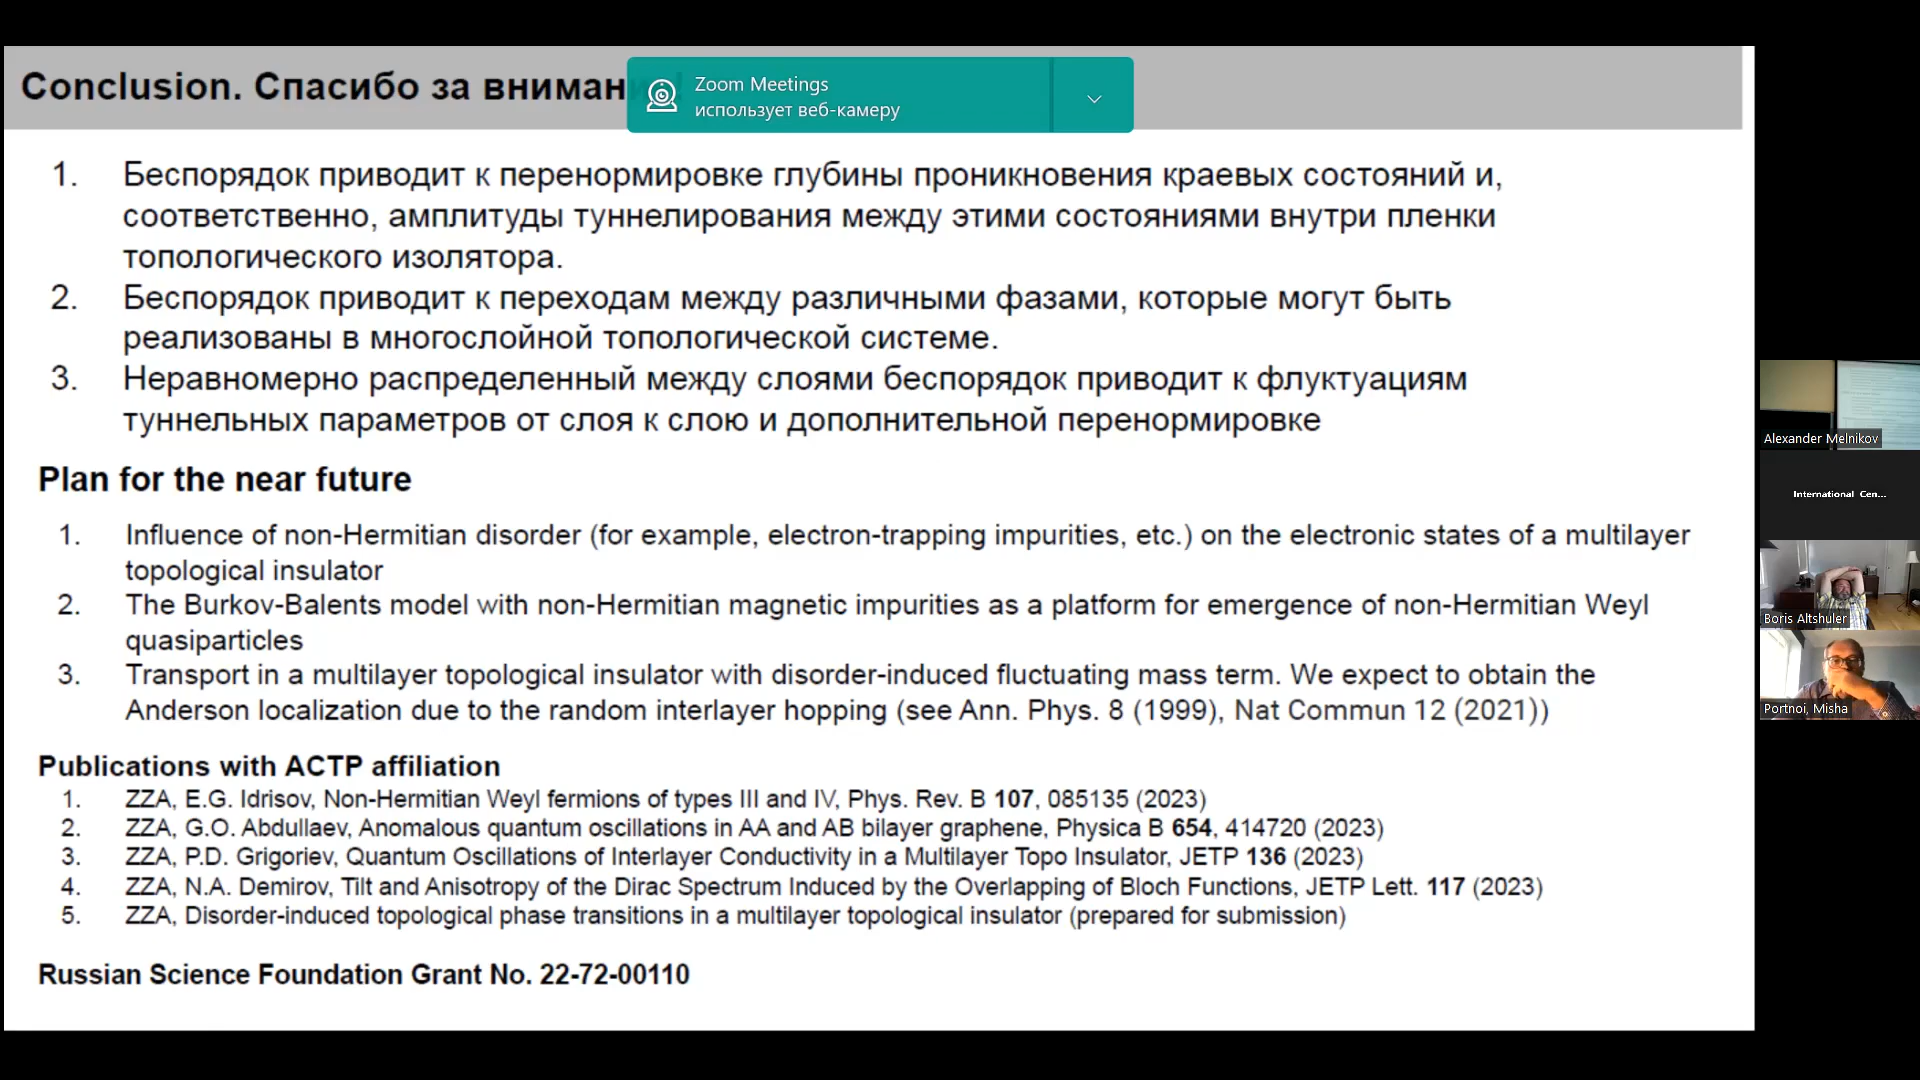 Conclusion. Спасибо за вниман
Zoom Meetings
использует веб-камеру
1. Беспорядок приводит к перенормировке глубины проникновения краевых состояний и,
соответственно, амплитуды туннелирования между этими состояниями внутри пленки
топологического изолятора.
2. Беспорядок приводит к переходам между различными фазами, которые могут быть
реализованы в многослойной топологической системе.
3. Неравномерно распределенный между слоями беспорядок приводит к флуктуациям
туннельных параметров от слоя к слою и дополнительной перенормировке
Plan for the near future
1. Influence of non-Hermitian disorder (for example, electron-trapping impurities, etc.) on the electronic states of a multilayer
topological insulator
2. The Burkov-Balents model with non-Hermitian magnetic impurities as a platform for emergence of non-Hermitian Weyl
quasiparticles
3. Transport in a multilayer topological insulator with disorder-induced fluctuating mass term. We expect to obtain the
Anderson localization due to the random interlayer hopping (see Ann. Phys. 8 (1999), Nat Commun 12 (2021))
Publications with ACTP affiliation
1. ZZA, E.G. Idrisov, Non-Hermitian Weyl fermions of types III and IV, Phys. Rev. B 107, 085135 (2023)
2. ZZA, G.O. Abdullaev, Anomalous quantum oscillations in AA and AB bilayer graphene, Physica B 654, 414720 (2023)
3. ZZA, P.D. Grigoriev, Quantum Oscillations of Interlayer Conductivity in a Multilayer Topo Insulator, JETP 136 (2023)
4. ZZA, N.A. Demirov, Tilt and Anisotropy of the Dirac Spectrum Induced by the Overlapping of Bloch Functions, JETP Lett. 117 (2023)
5. ZZA, Disorder-induced topological phase transitions in a multilayer topological insulator (prepared for submission)
Russian Science Foundation Grant No. 22-72-00110
Alexander Melnikov
International Cen...
Boris Altshuler
Portnoi, Misha